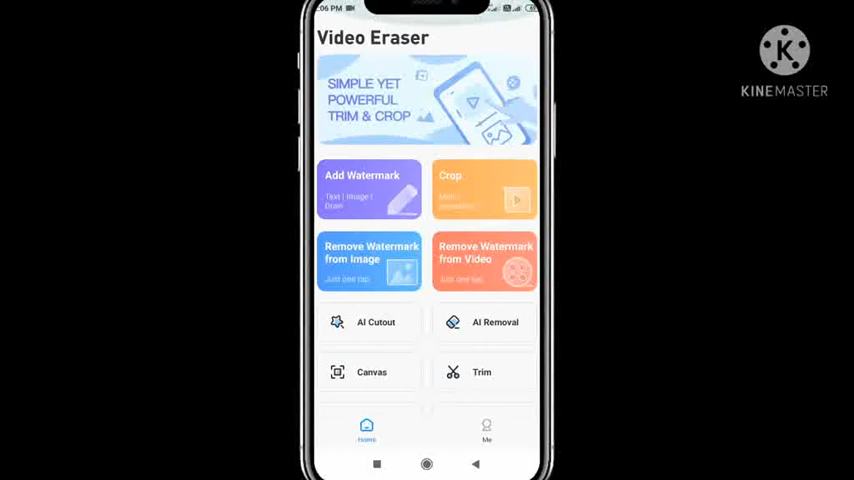 :06 PM
Video Eraser
SIMPLE YET
POWERFUL
TRIM & CROP
KINEMASTER
Add Watermark
Text | Image |
Crop
Remove Watermark
from Image
Just one tap
Remove Watermark
from Video
Just one tap
AI Cutout
AI Removal
Canvas
Trim
Home
Me